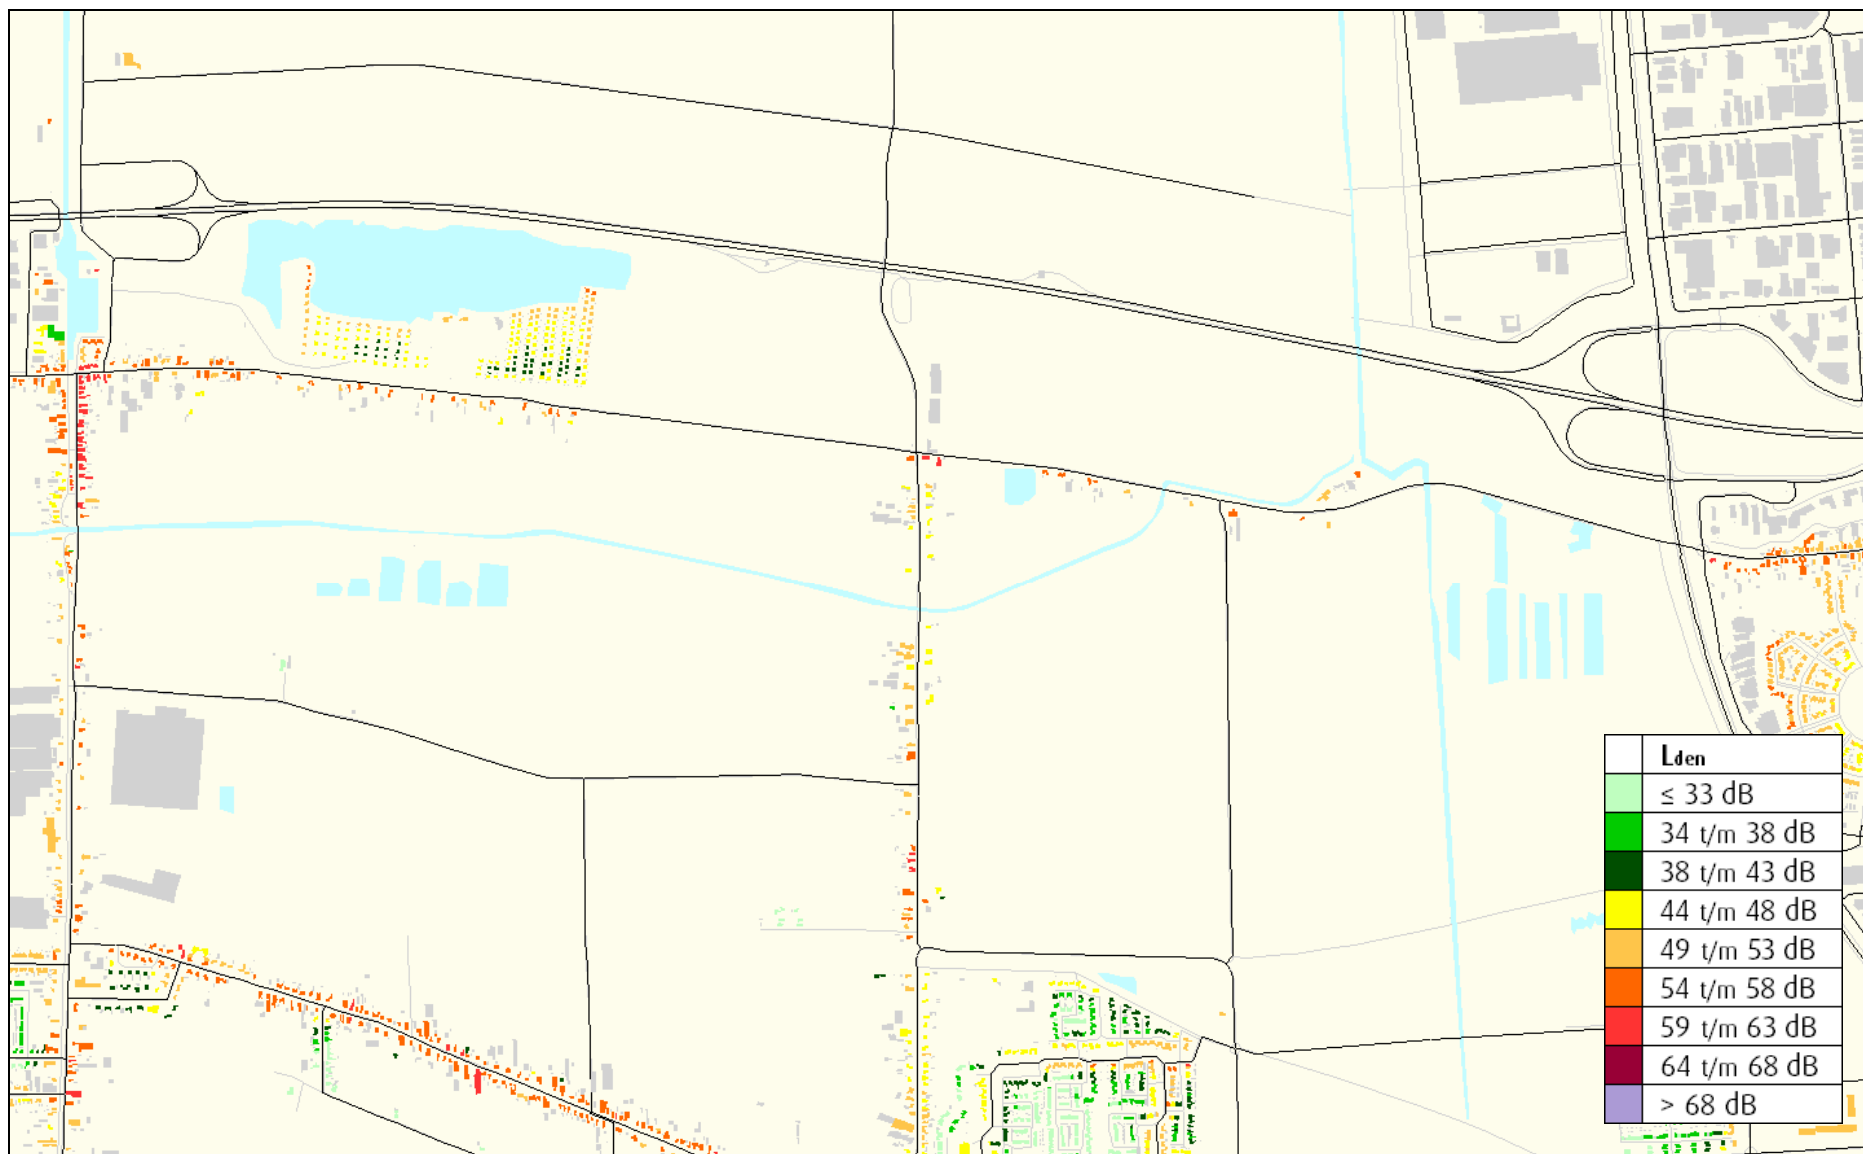 Lden
≤ 33 dB
34 t/m 38 dB
38 t/m 43 dB
44 t/m 48 dB
49 t/m 53 dB
54 t/m 58 dB
59 t/m 63 dB
64 t/m 68 dB
> 68 dB